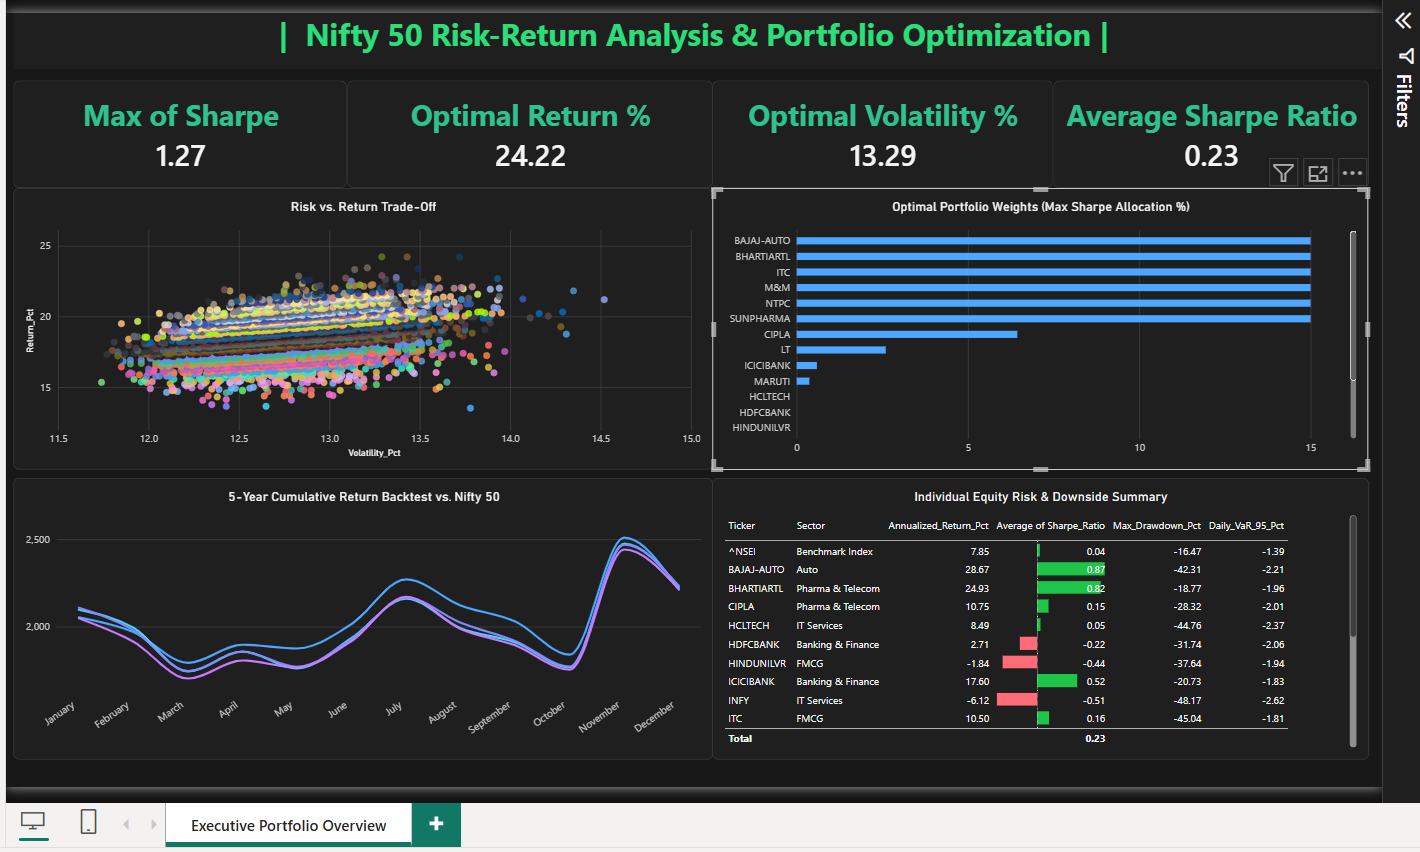 | Nifty 50 Risk-Return Analysis & Portfolio Optimization |
Filters
Max of Sharpe
1.27
Optimal Return %
24.22
Optimal Volatility %
13.29
Average Sharpe Ratio
0.23
Risk vs. Return Trade-Off
Return_Pct
25
20
15
11.5 12.0 12.5 13.0 13.5 14.0 14.5 15.0
Volatility_Pct
Optimal Portfolio Weights (Max Sharpe Allocation %)
BAJAJ-AUTO
BHARTIARTL
ITC
M&M
NTPC
SUNPHARMA
CIPLA
LT
ICICIBANK
MARUTI
HCLTECH
HDFCBANK
HINDUNILVR
0 5 10 15
5-Year Cumulative Return Backtest vs. Nifty 50
2,500
2,000
January February March April May June July August September October November December
Individual Equity Risk & Downside Summary
Ticker Sector Annualized_Return_Pct Average of Sharpe_Ratio Max_Drawdown_Pct Daily_VaR_95_Pct
^NSEI Benchmark Index 7.85 0.04 -16.47 -1.39
BAJAJ-AUTO Auto 28.67 0.87 -42.31 -2.21
BHARTIARTL Pharma & Telecom 24.93 0.82 -18.77 -1.96
CIPLA Pharma & Telecom 10.75 0.15 -28.32 -2.01
HCLTECH IT Services 8.49 0.05 -44.76 -2.37
HDFCBANK Banking & Finance 2.71 -0.22 -31.74 -2.06
HINDUNILVR FMCG -1.84 -0.44 -37.64 -1.94
ICICIBANK Banking & Finance 17.60 0.52 -20.73 -1.83
INFY IT Services -6.12 -0.51 -48.17 -2.62
ITC FMCG 10.50 0.16 -45.04 -1.81
Total 0.23
Executive Portfolio Overview